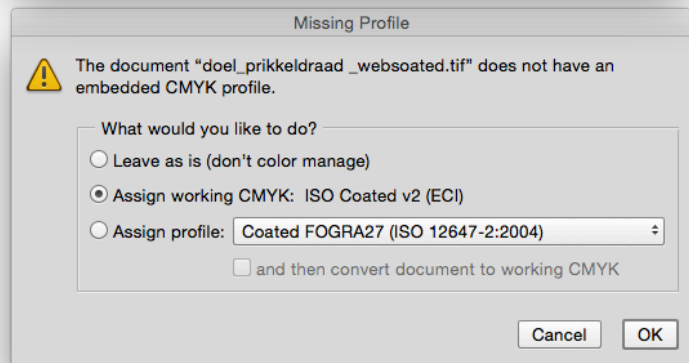 Missing Profile
The document “doel_prikkeldraad _websoated.tif” does not have an
embedded CMYK profile.
What would you like to do?
Leave as is (don’t color manage)
Assign working CMYK: ISO Coated v2 (ECI)
Assign profile: Coated FOGRA27 (ISO 12647-2:2004)
and then convert document to working CMYK
Cancel OK